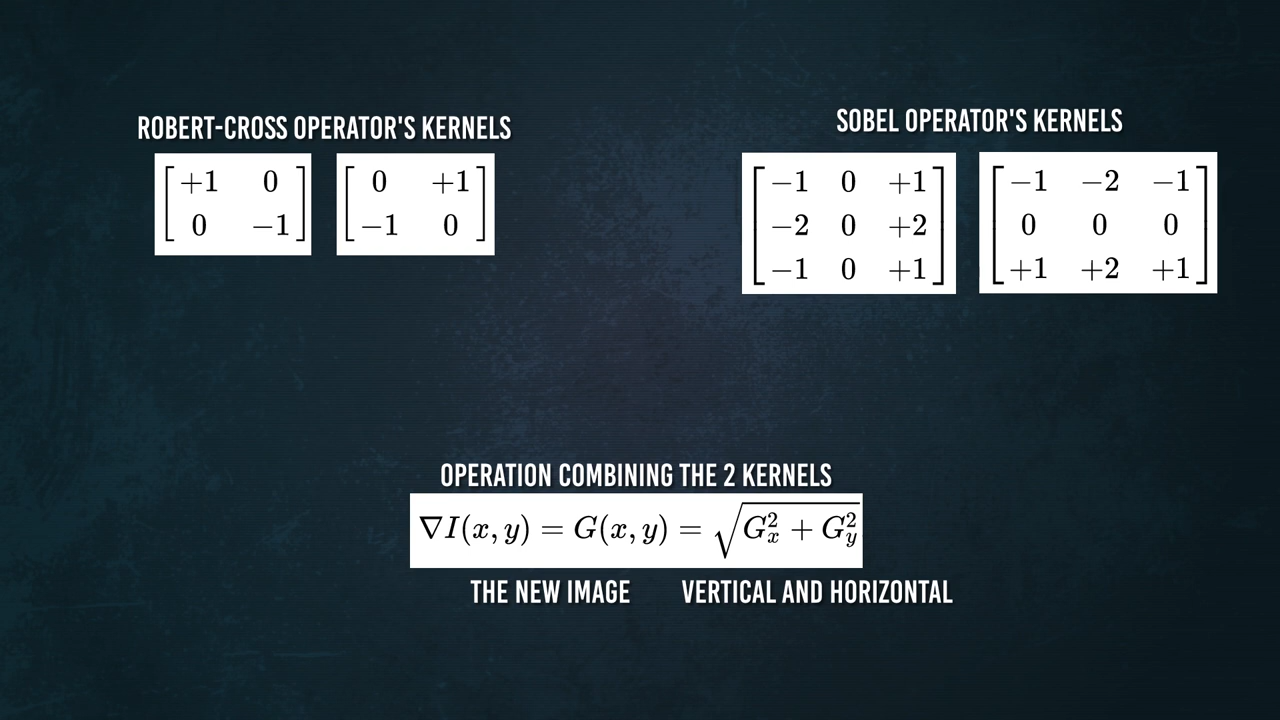 ROBERT-CROSS OPERATOR'S KERNELS
+1 0
0 −1
0 +1
−1 0
SOBEL OPERATOR'S KERNELS
−1 0 +1
−2 0 +2
−1 0 +1
−1 −2 −1
0 0 0
+1 +2 +1
OPERATION COMBINING THE 2 KERNELS
∇I(x, y) = G(x, y) = √(G_x^2 + G_y^2)
THE NEW IMAGE
VERTICAL AND HORIZONTAL